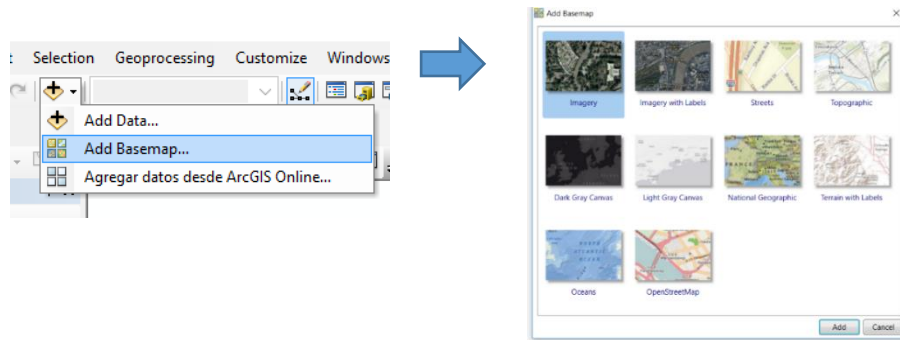 Selection Geoprocessing Customize Windows
Add Data...
Add Basemap...
Agregar datos desde ArcGIS Online...
Add Basemap
Imagery Imagery with Labels Streets Topographic
Dark Gray Canvas Light Gray Canvas National Geographic Terrain with Labels
Oceans OpenStreetMap
Add Cancel